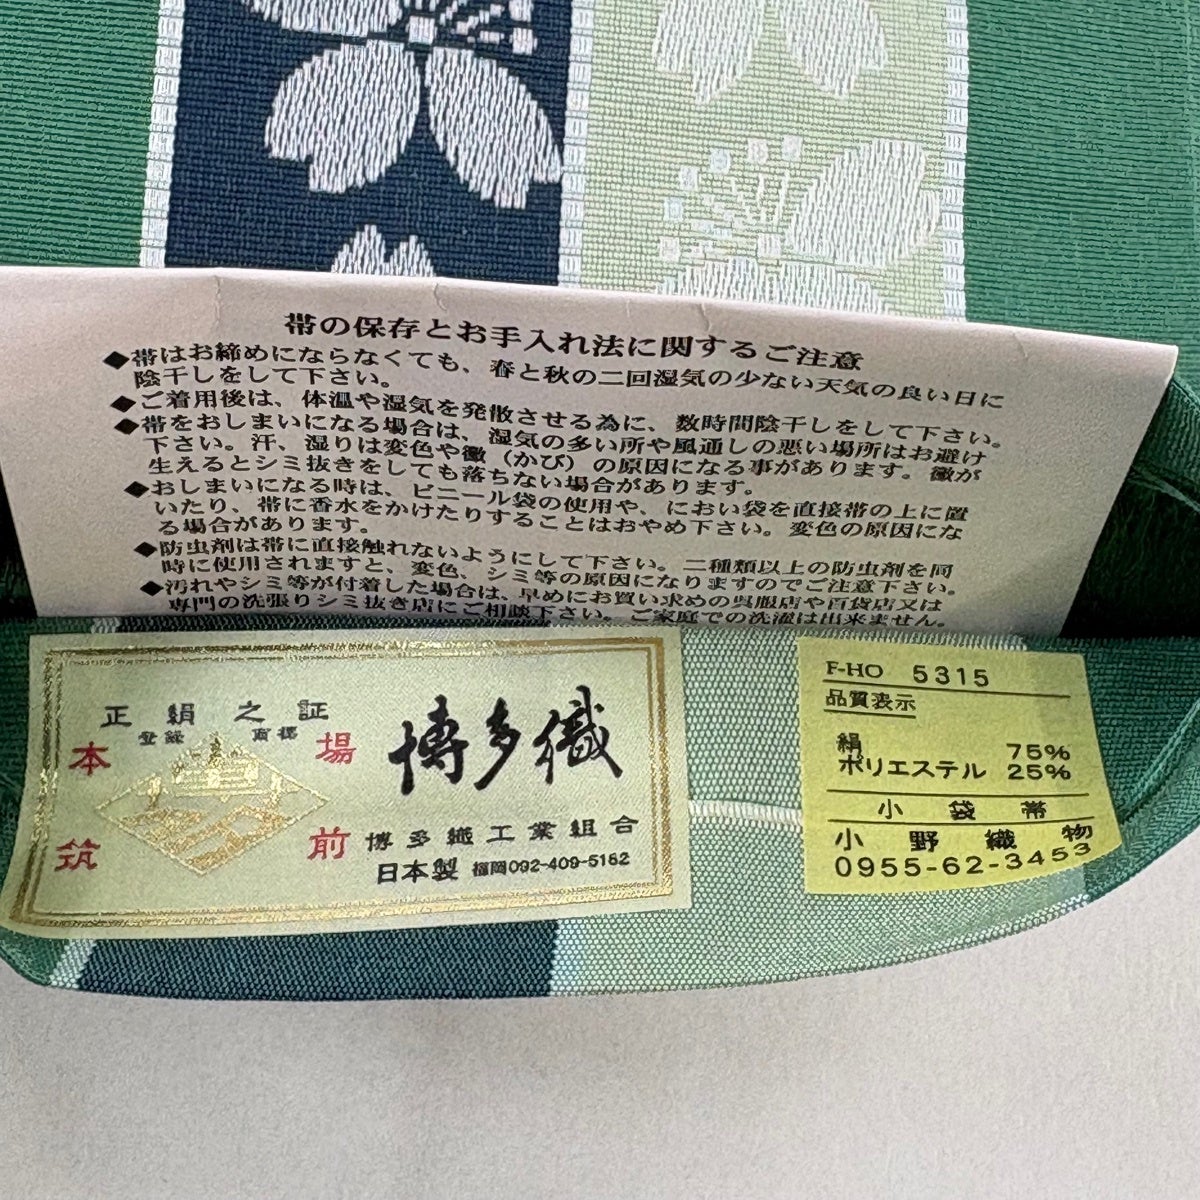 帯の保存とお手入れ法に関するご注意
◆帯はお締めにならなくても、春と秋の二回湿気の少ない天気の良い日に
陰干しをして下さい。
◆ご着用後は、体温や湿気を発散させる為に、数時間陰干しをして下さい。
◆帯をおしまいになる場合は、湿気の多い所や風通しの悪い場所はお避け
下さい。汗、湿りは変色や黴（かび）の原因になる事があります。黴が
生えるとシミ抜きをしても落ちない場合があります。
◆おしまいになる時は、ビニール袋の使用や、におい袋を直接帯の上に置
いたり、帯に香水をかけたりすることはおやめ下さい。変色の原因にな
る場合があります。
◆防虫剤は帯に直接触れないようにして下さい。二種類以上の防虫剤を同
時に使用されますと、変色、シミ等の原因になりますのでご注意下さい。
◆汚れやシミ等が付着した場合は、早めにお買い求めの呉服店や百貨店又は
専門の洗張りシミ抜き店にご相談下さい。ご家庭での洗濯は出来ません。
正絹之証
登録商標
本場
筑前
博多織
博多織工業組合
日本製 福岡092-409-5162
F-HO 5315
品質表示
絹 75%
ポリエステル 25%
小袋帯
小野織物
0955-62-3453